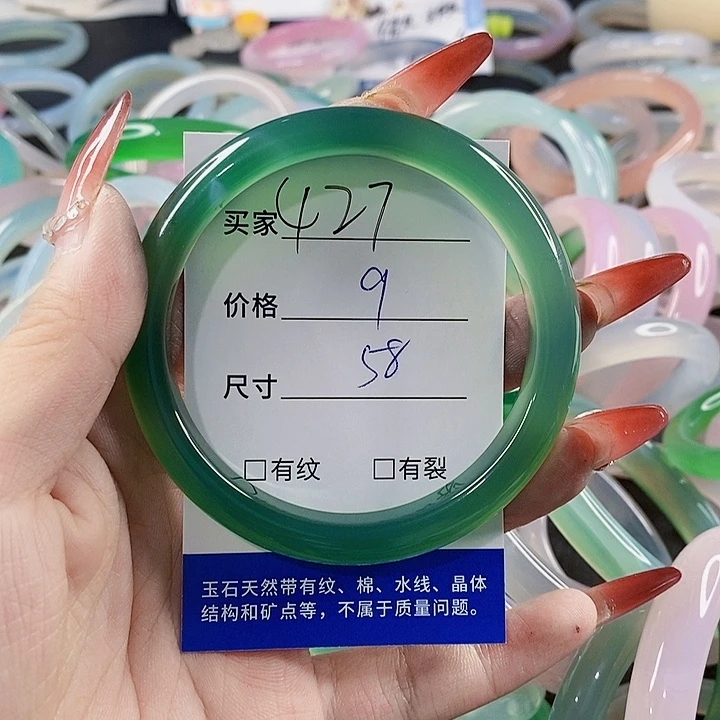 买家 427
价格 9
尺寸 58
□有纹 □有裂
玉石天然带有纹、棉、水线、晶体
结构和矿点等，不属于质量问题。